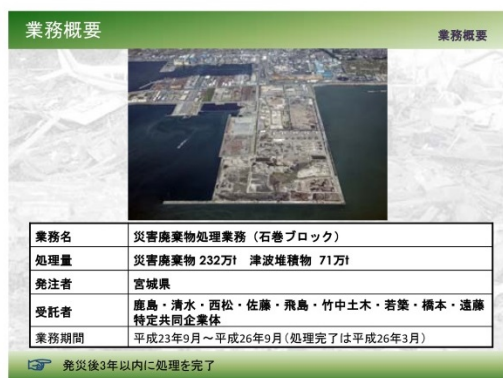 業務概要
業務概要
業務名 災害廃棄物処理業務（石巻ブロック）
処理量 災害廃棄物 232万t 津波堆積物 71万t
発注者 宮城県
受託者 鹿島・清水・西松・佐藤・飛島・竹中土木・若築・橋本・遠藤
特定共同企業体
業務期間 平成23年9月～平成26年9月（処理完了は平成26年3月）
☞ 発災後3年以内に処理を完了